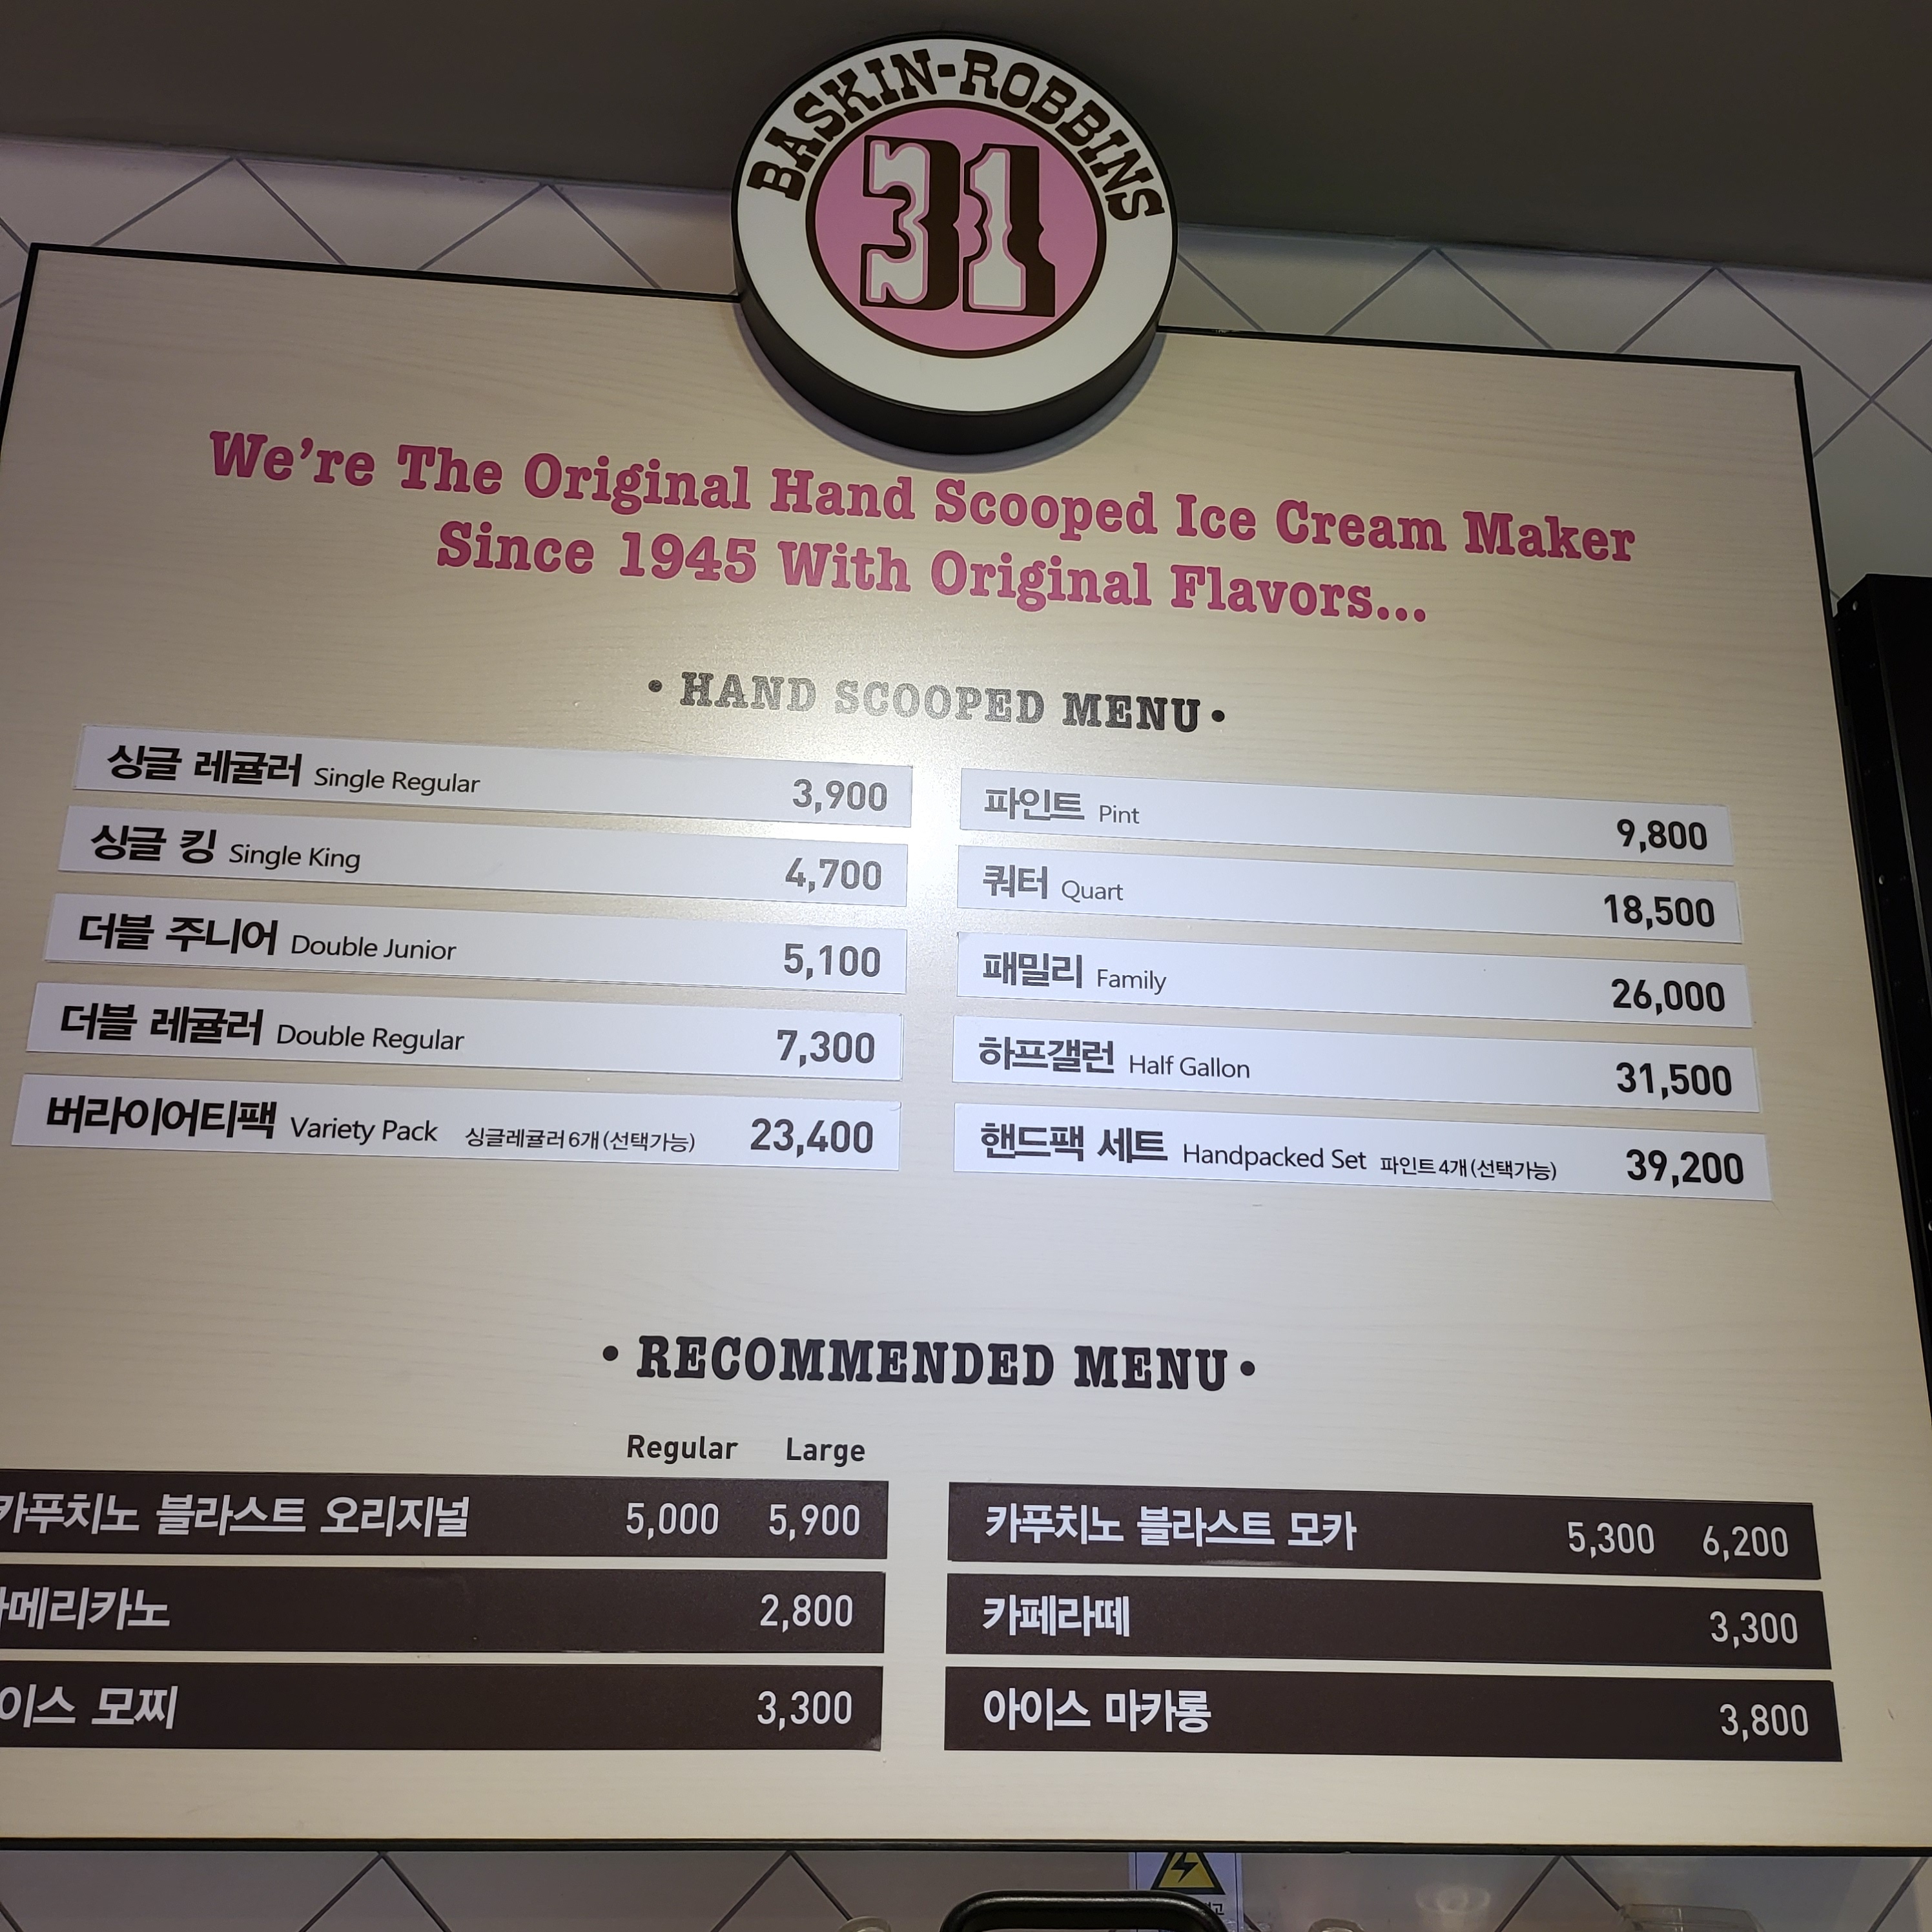 BASKIN-ROBBINS
31
We're The Original Hand Scooped Ice Cream Maker
Since 1945 With Original Flavors...
• HAND SCOOPED MENU •
싱글 레귤러 Single Regular 3,900
싱글 킹 Single King 4,700
더블 주니어 Double Junior 5,100
더블 레귤러 Double Regular 7,300
버라이어티팩 Variety Pack 싱글레귤러 6개 (선택가능) 23,400
파인트 Pint 9,800
쿼터 Quart 18,500
패밀리 Family 26,000
하프갤런 Half Gallon 31,500
핸드팩 세트 Handpacked Set 파인트 4개 (선택가능) 39,200
• RECOMMENDED MENU •
Regular Large
카푸치노 블라스트 오리지널 5,000 5,900
메리카노 2,800
이스 모찌 3,300
카푸치노 블라스트 모카 5,300 6,200
카페라떼 3,300
아이스 마카롱 3,800